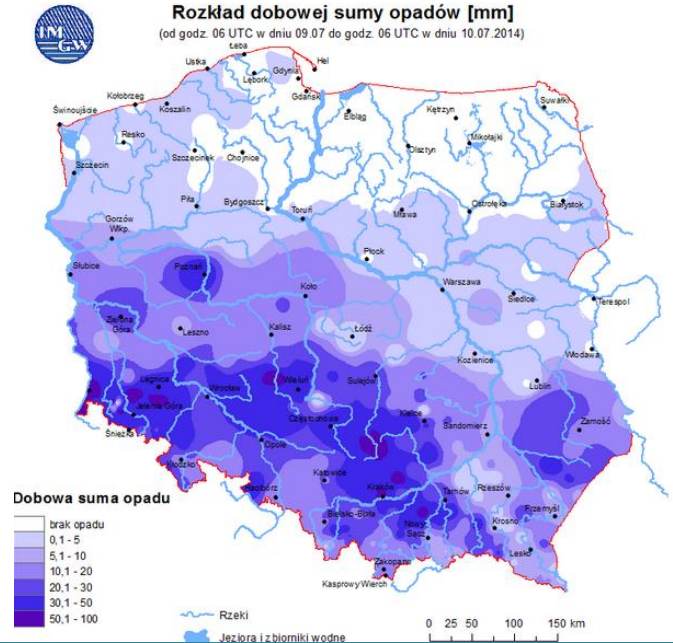 Rozkład dobowej sumy opadów [mm]
(od godz. 06 UTC w dniu 09.07 do godz. 06 UTC w dniu 10.07.2014)
IM
GW
Łeba
Hel
Ustka
Lębork
Gdynia
Gdańsk
Kołobrzeg
Koszalin
Świnoujście
Elbląg
Kętrzyn
Suwałki
Resko
Szczecinek
Chojnice
Olsztyn
Mikołajki
Szczecin
Piła
Bydgoszcz
Toruń
Mława
Ostrołęka
Białystok
Gorzów
Wlkp.
Płock
Słubice
Poznań
Koło
Warszawa
Siedlce
Terespol
Zielona
Góra
Leszno
Kalisz
Łódź
Kozienice
Włodawa
Legnica
Wrocław
Wieluń
Sulejów
Lublin
Jelenia Góra
Częstochowa
Kielce
Sandomierz
Zamość
Śnieżka
Opole
Kłodzko
Katowice
Racibórz
Kraków
Tarnów
Rzeszów
Przemyśl
Bielsko-Biała
Nowy
Sącz
Krosno
Lesko
Zakopane
Kasprowy Wierch
Dobowa suma opadu
brak opadu
0,1 - 5
5,1 - 10
10,1 - 20
20,1 - 30
30,1 - 50
50,1 - 100
Rzeki
Jeziora i zbiorniki wodne
0 25 50 100 150 km